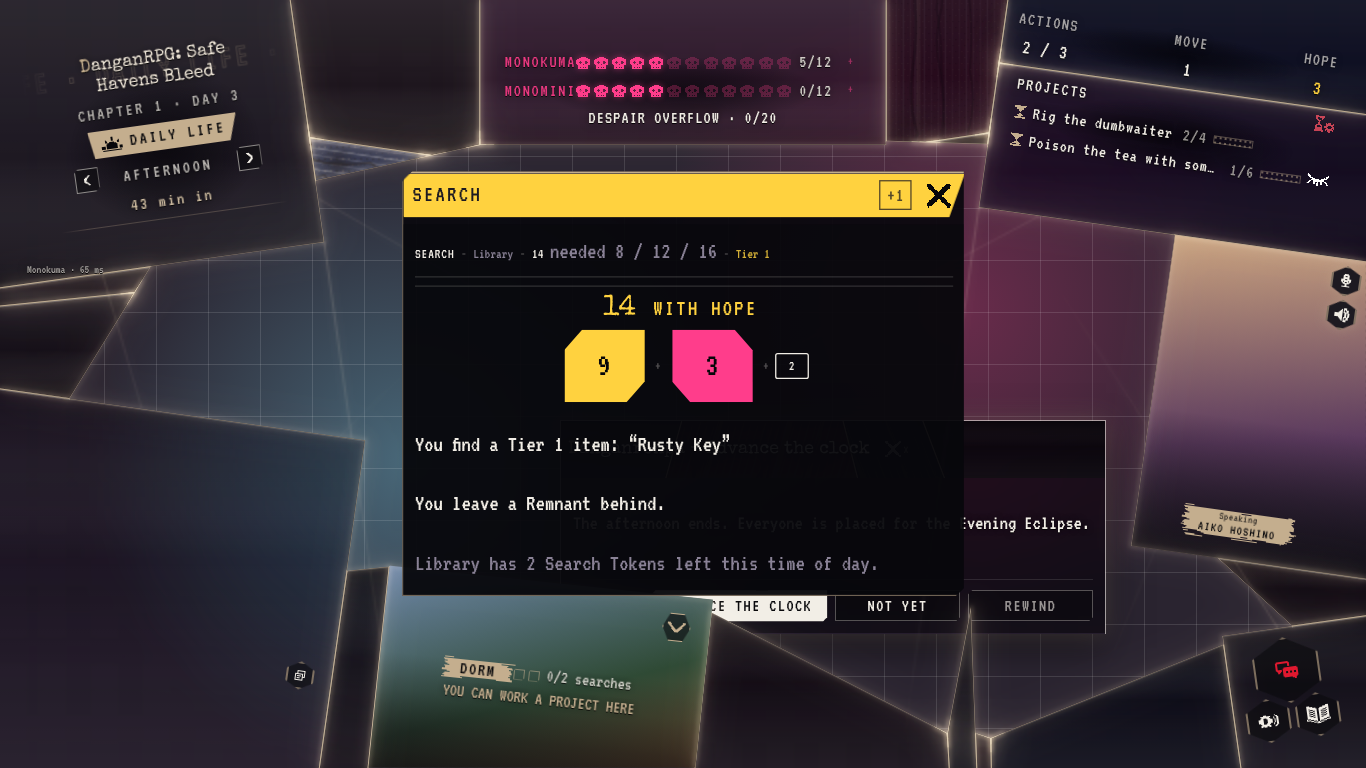 DanganRPG: Safe
Havens Bleed
CHAPTER 1 · DAY 3
DAILY LIFE
AFTERNOON
43 min in
Monokuma · 65 ms
MONOKUMA 5/12
MONOMINI 0/12
DESPAIR OVERFLOW · 0/20
ACTIONS
2 / 3
MOVE
1
HOPE
3
PROJECTS
Rig the dumbwaiter 2/4
Poison the tea with som… 1/6
SEARCH
+1
SEARCH · Library · 14 needed 8 / 12 / 16 · Tier 1
14 WITH HOPE
9 + 3 + 2
You find a Tier 1 item: “Rusty Key”
You leave a Remnant behind.
Library has 2 Search Tokens left this time of day.
vance the clock
The afternoon ends. Everyone is placed for the Evening Eclipse.
CE THE CLOCK
NOT YET
REWIND
Speaking
AIKO HOSHINO
DORM 0/2 searches
YOU CAN WORK A PROJECT HERE